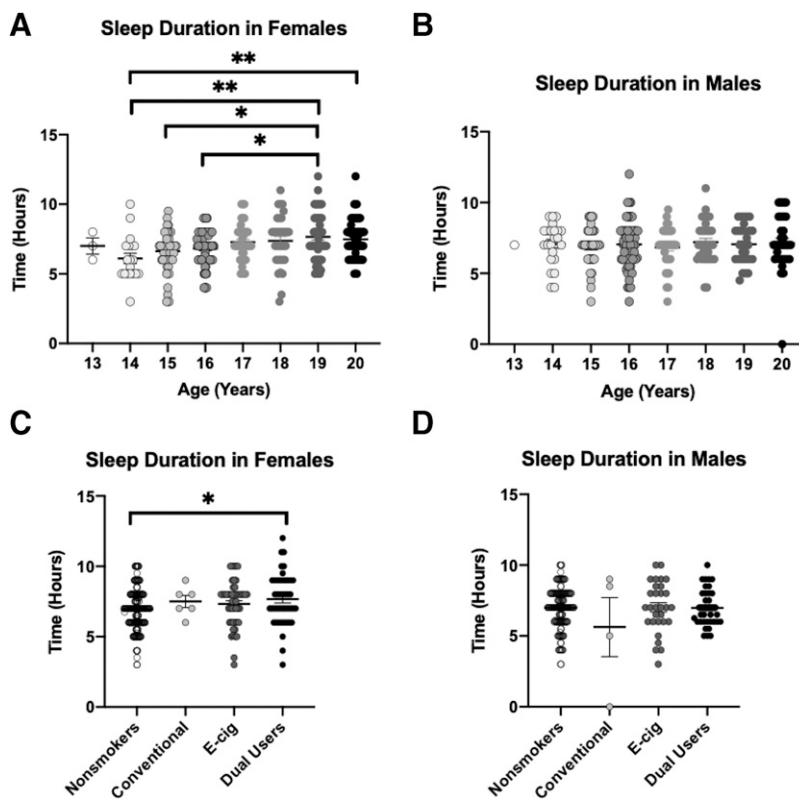 A
Sleep Duration in Females
**
**
*
*
15
10
5
0
Time (Hours)
13 14 15 16 17 18 19 20
Age (Years)
B
Sleep Duration in Males
15
10
5
0
Time (Hours)
13 14 15 16 17 18 19 20
Age (Years)
C
Sleep Duration in Females
*
15
10
5
0
Time (Hours)
Nonsmokers
Conventional
E-cig
Dual Users
D
Sleep Duration in Males
15
10
5
0
Time (Hours)
Nonsmokers
Conventional
E-cig
Dual Users